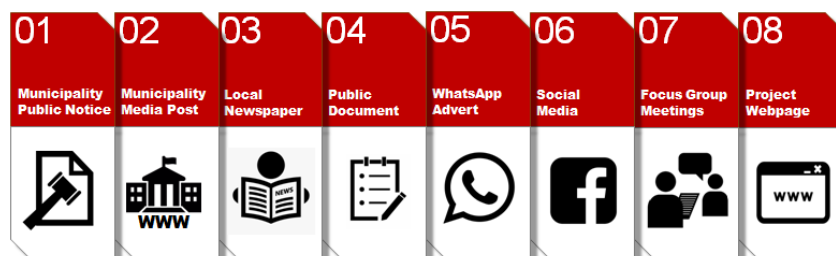 01
Municipality
Public Notice
02
Municipality
Media Post
WWW
03
Local
Newspaper
NEWS
04
Public
Document
05
WhatsApp
Advert
06
Social
Media
07
Focus Group
Meetings
08
Project
Webpage
www